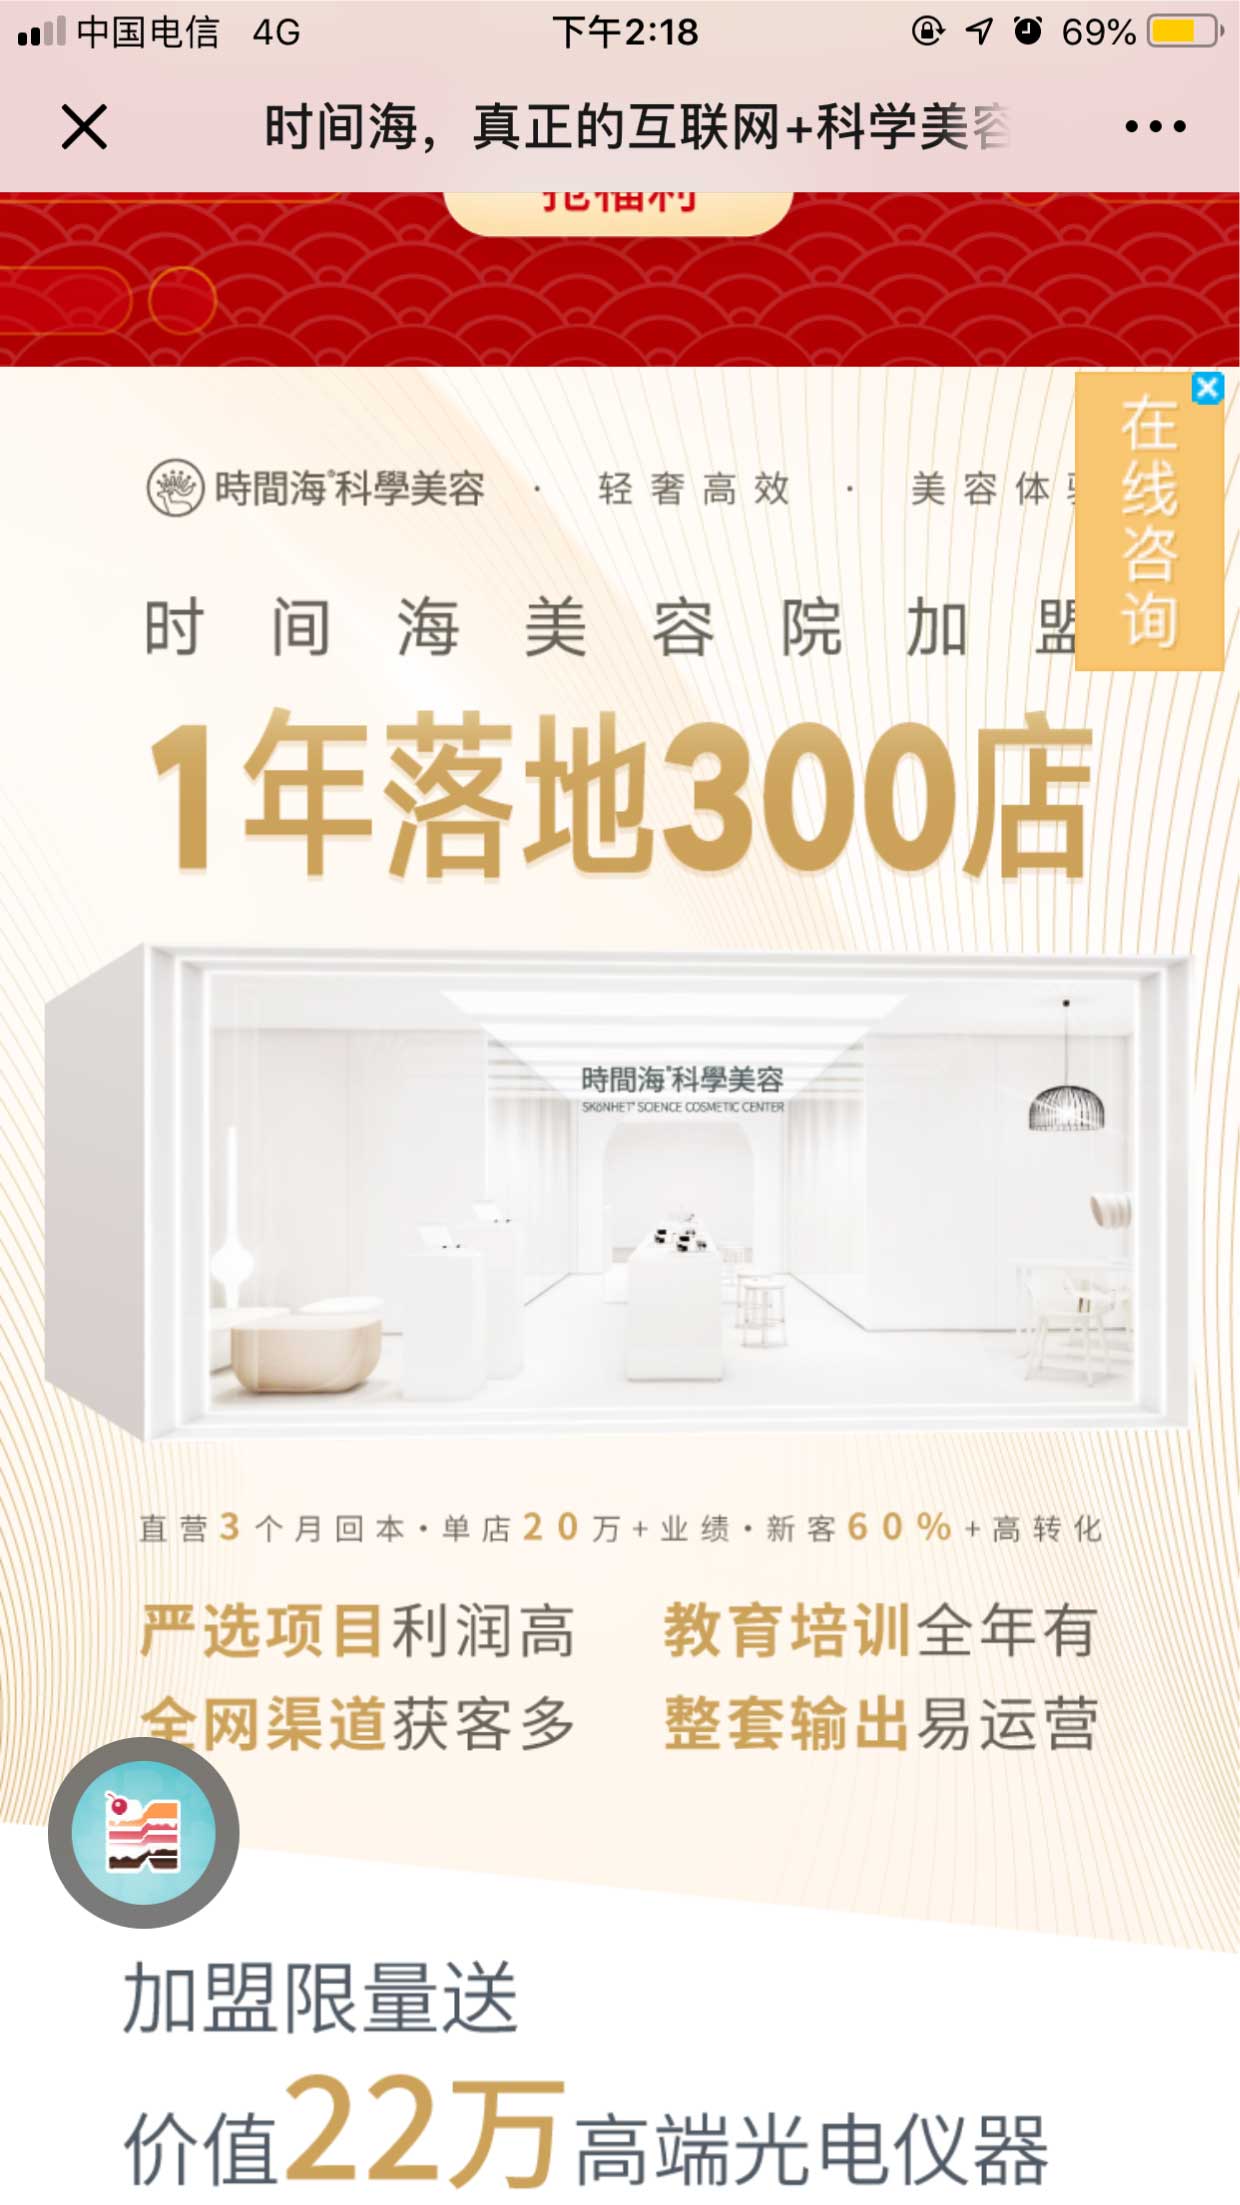 中国电信 4G 下午2:18 69%
时间海，真正的互联网+科学美容
抢福利
時間海®科學美容 · 轻奢高效 · 美容体
在线咨询
时间海美容院加盟
1年落地300店
時間海®科學美容
SKÖNHET® SCIENCE COSMETIC CENTER
直营3个月回本·单店20万+业绩·新客60%+高转化
严选项目利润高 教育培训全年有
全网渠道获客多 整套输出易运营
加盟限量送
价值22万高端光电仪器